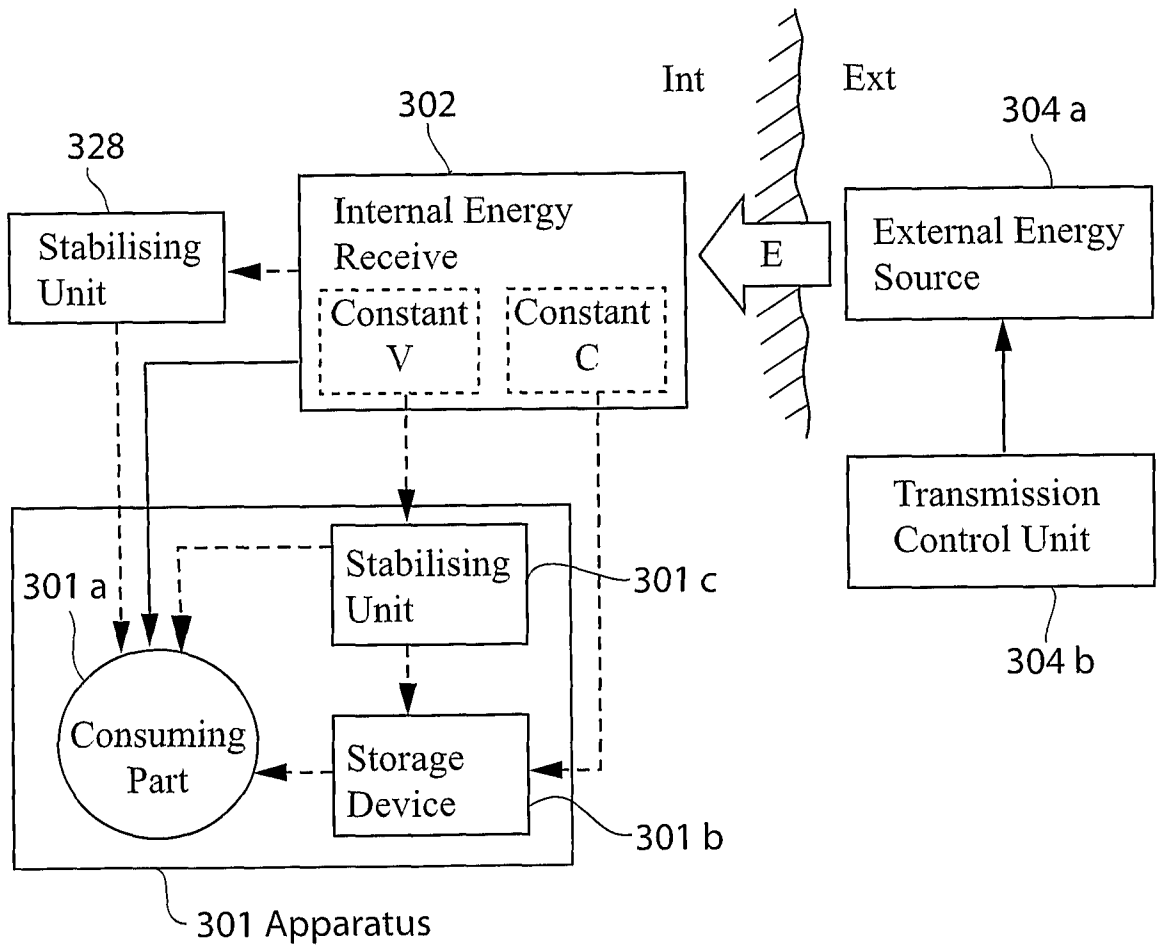 Int
Ext
302
304 a
328
Internal Energy
Receive
External Energy
Source
Stabilising
Unit
E
Constant
V
Constant
C
Transmission
Control Unit
Stabilising
Unit
301 c
301 a
304 b
Consuming
Part
Storage
Device
301 b
301 Apparatus